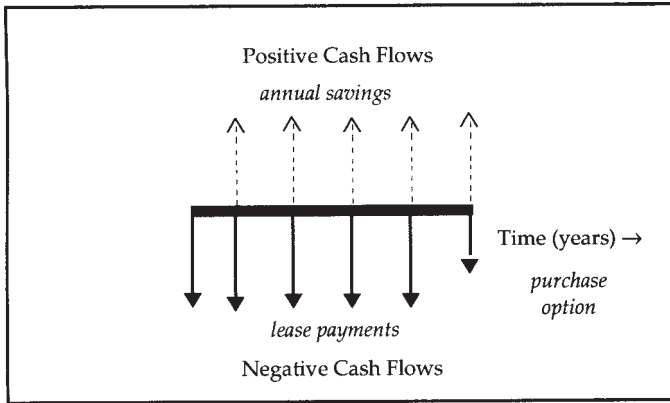 Positive Cash Flows
annual savings
Time (years) →
purchase
option
lease payments
Negative Cash Flows